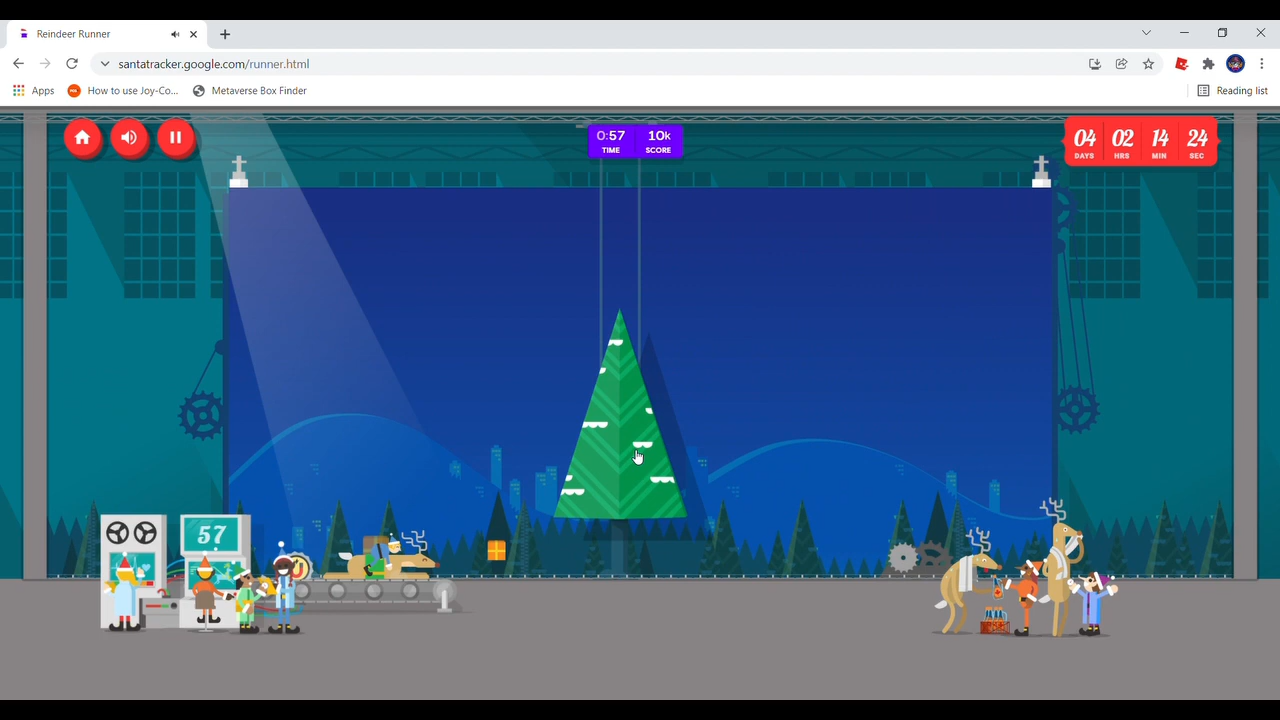 Reindeer Runner
santatracker.google.com/runner.html
Apps
How to use Joy-Co...
Metaverse Box Finder
Reading list
0:57
TIME
10k
SCORE
04
DAYS
02
HRS
14
MIN
24
SEC
57